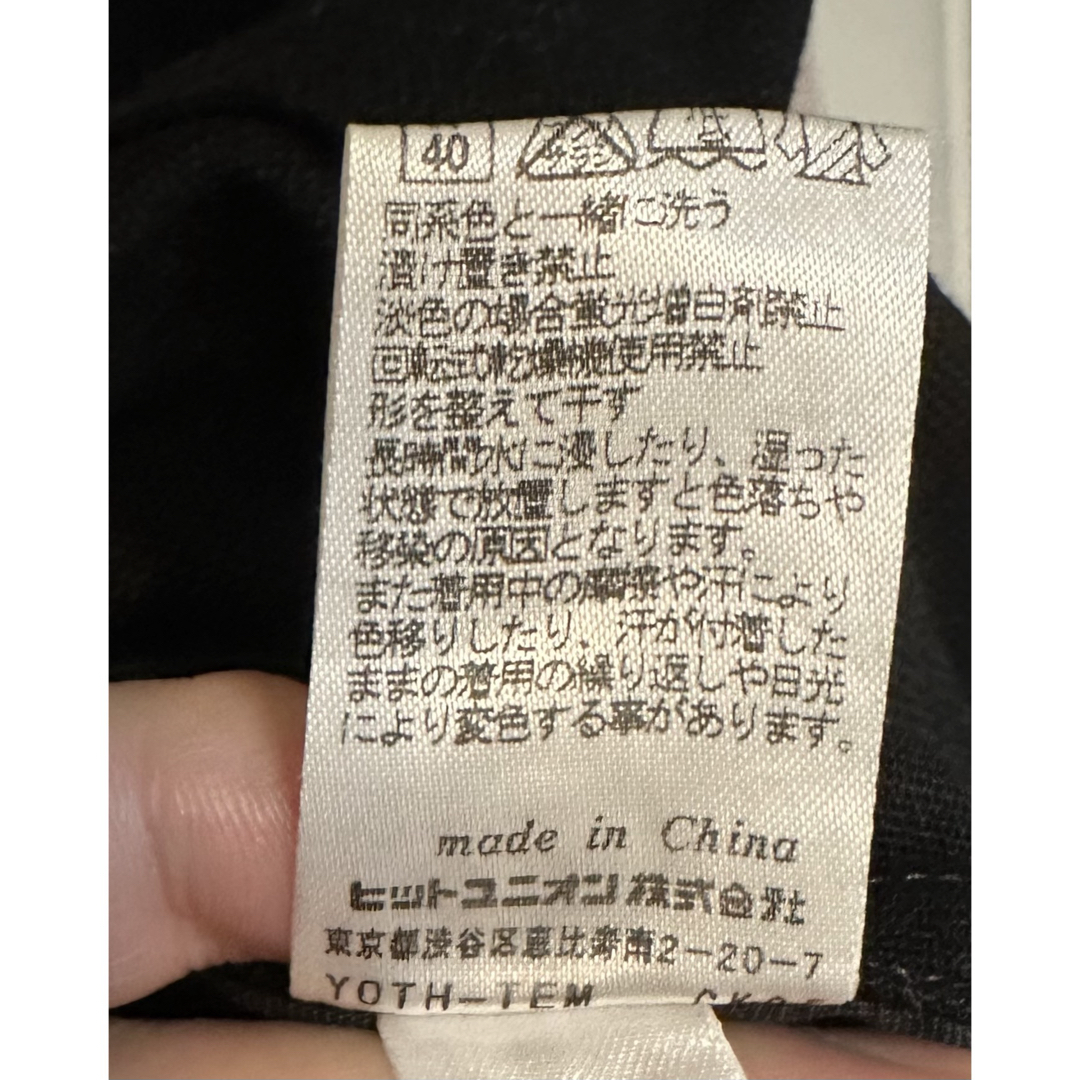 40
同系色と一緒に洗う
漬け置き禁止
淡色の場合蛍光増白剤禁止
回転式乾燥機使用禁止
形を整えて干す
長時間水に浸したり、湿った
状態で放置しますと色落ちや
移染の原因となります。
また着用中の摩擦や汗により
色移りしたり、汗が付着した
ままの着用の繰り返しや日光
により変色する事があります。
made in China
ヒットユニオン株式会社
東京都渋谷区恵比寿南2-20-7
YOTH-TEM